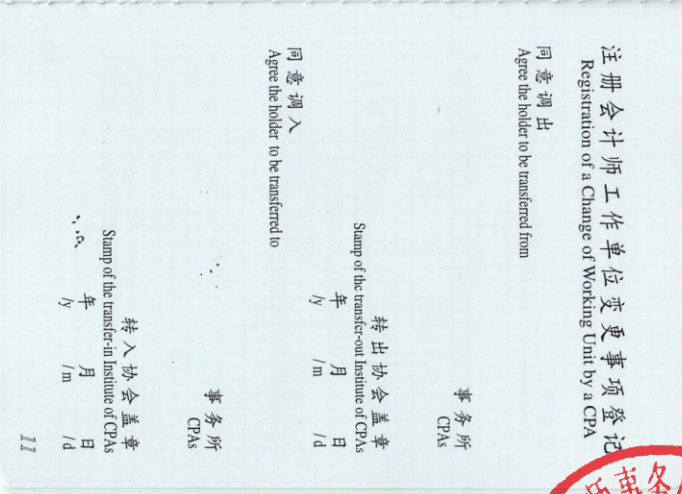 注册会计师工作单位变更事项登记
Registration of a Change of Working Unit by a CPA
同意调出
Agree the holder to be transferred from
事务所
CPAs
转出协会盖章
Stamp of the transfer-out Institute of CPAs
年 月 日
/y /m /d
同意调入
Agree the holder to be transferred to
事务所
CPAs
转入协会盖章
Stamp of the transfer-in Institute of CPAs
年 月 日
/y /m /d
11
师事务